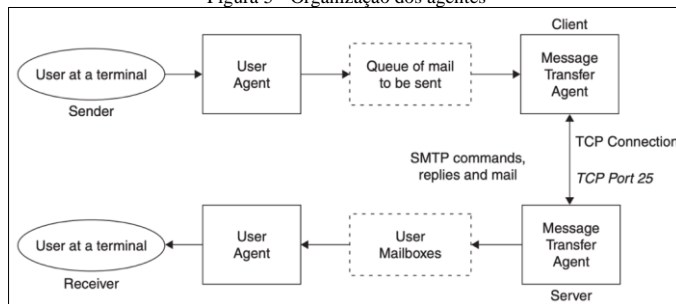 Figura 3 - Organização dos agentes
Client
User at a terminal
User
Agent
Queue of mail
to be sent
Message
Transfer
Agent
Sender
SMTP commands,
replies and mail
TCP Connection
TCP Port 25
User at a terminal
User
Agent
User
Mailboxes
Message
Transfer
Agent
Receiver
Server